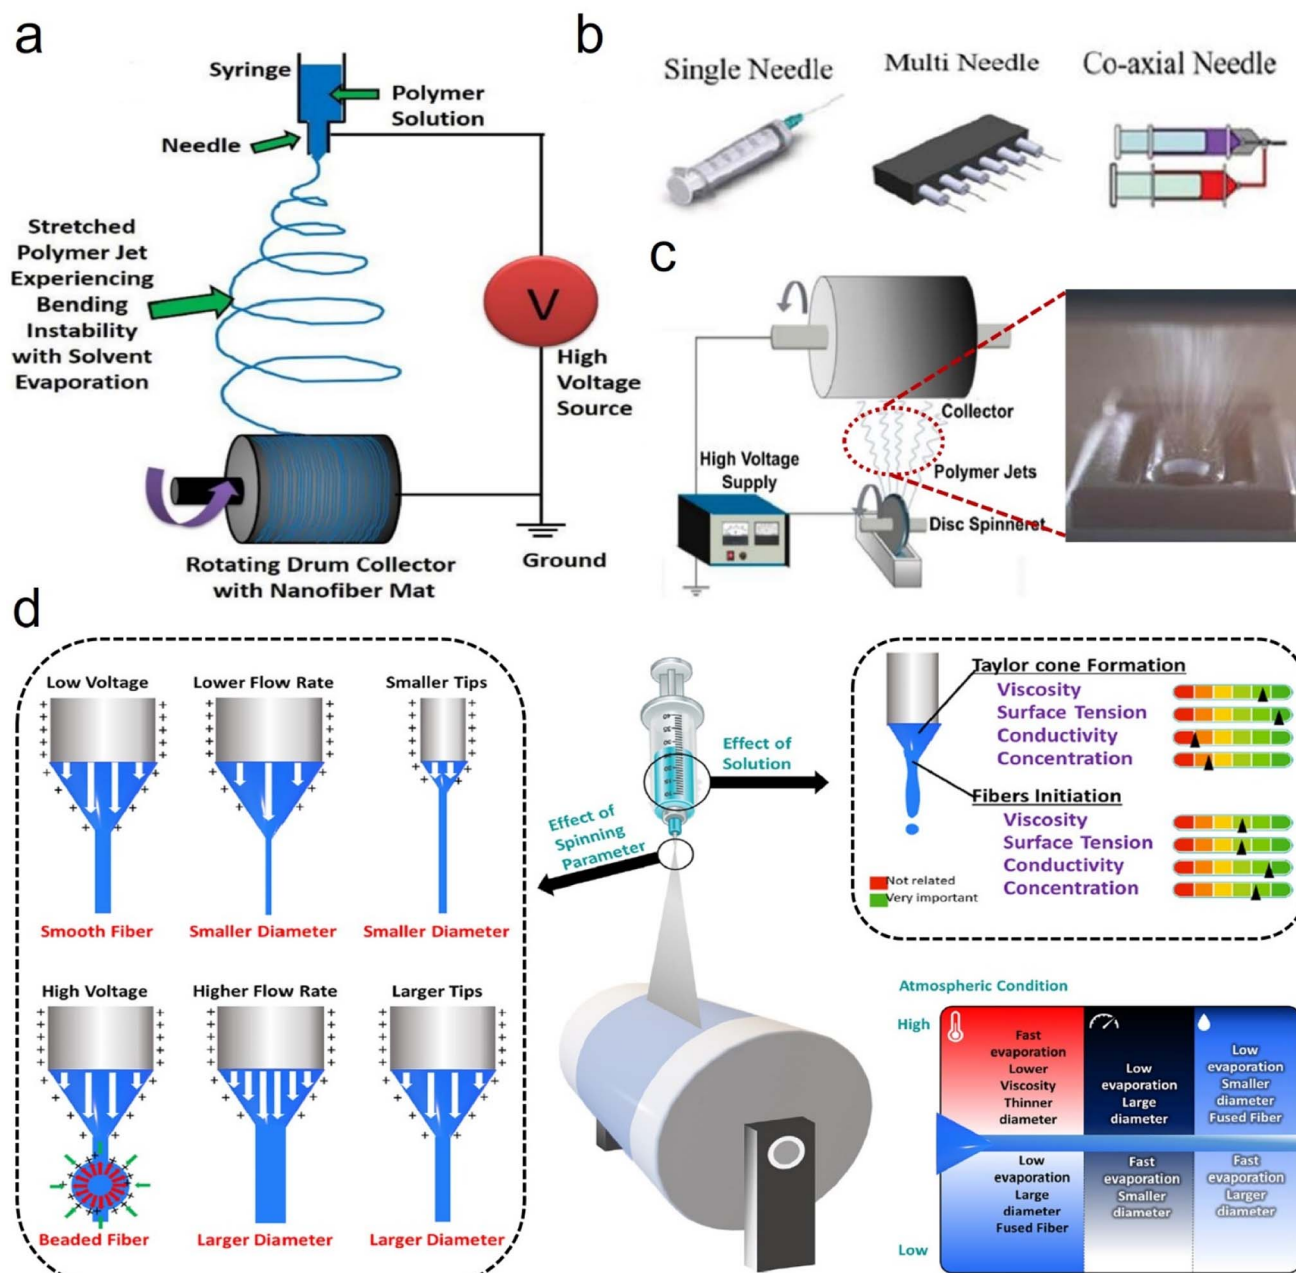 a
Syringe
Polymer
Solution
Needle
Stretched
Polymer Jet
Experiencing
Bending
Instability
with Solvent
Evaporation
V
High
Voltage
Source
Ground
Rotating Drum Collector
with Nanofiber Mat
b
Single Needle
Multi Needle
Co-axial Needle
c
Collector
High Voltage
Supply
Polymer Jets
Disc Spinneret
d
Low Voltage
Lower Flow Rate
Smaller Tips
Smooth Fiber
Smaller Diameter
Smaller Diameter
High Voltage
Higher Flow Rate
Larger Tips
Beaded Fiber
Larger Diameter
Larger Diameter
Effect of
Solution
Effect of
Spinning
Parameter
Taylor cone Formation
Viscosity
Surface Tension
Conductivity
Concentration
Fibers Initiation
Viscosity
Surface Tension
Conductivity
Concentration
Not related
Very important
Atmospheric Condition
High
Fast
evaporation
Lower
Viscosity
Thinner
diameter
Low
evaporation
Large
diameter
Low
evaporation
Smaller
diameter
Fused Fiber
Low
evaporation
Large
diameter
Fused Fiber
Fast
evaporation
Smaller
diameter
Fast
evaporation
Larger
diameter
Low